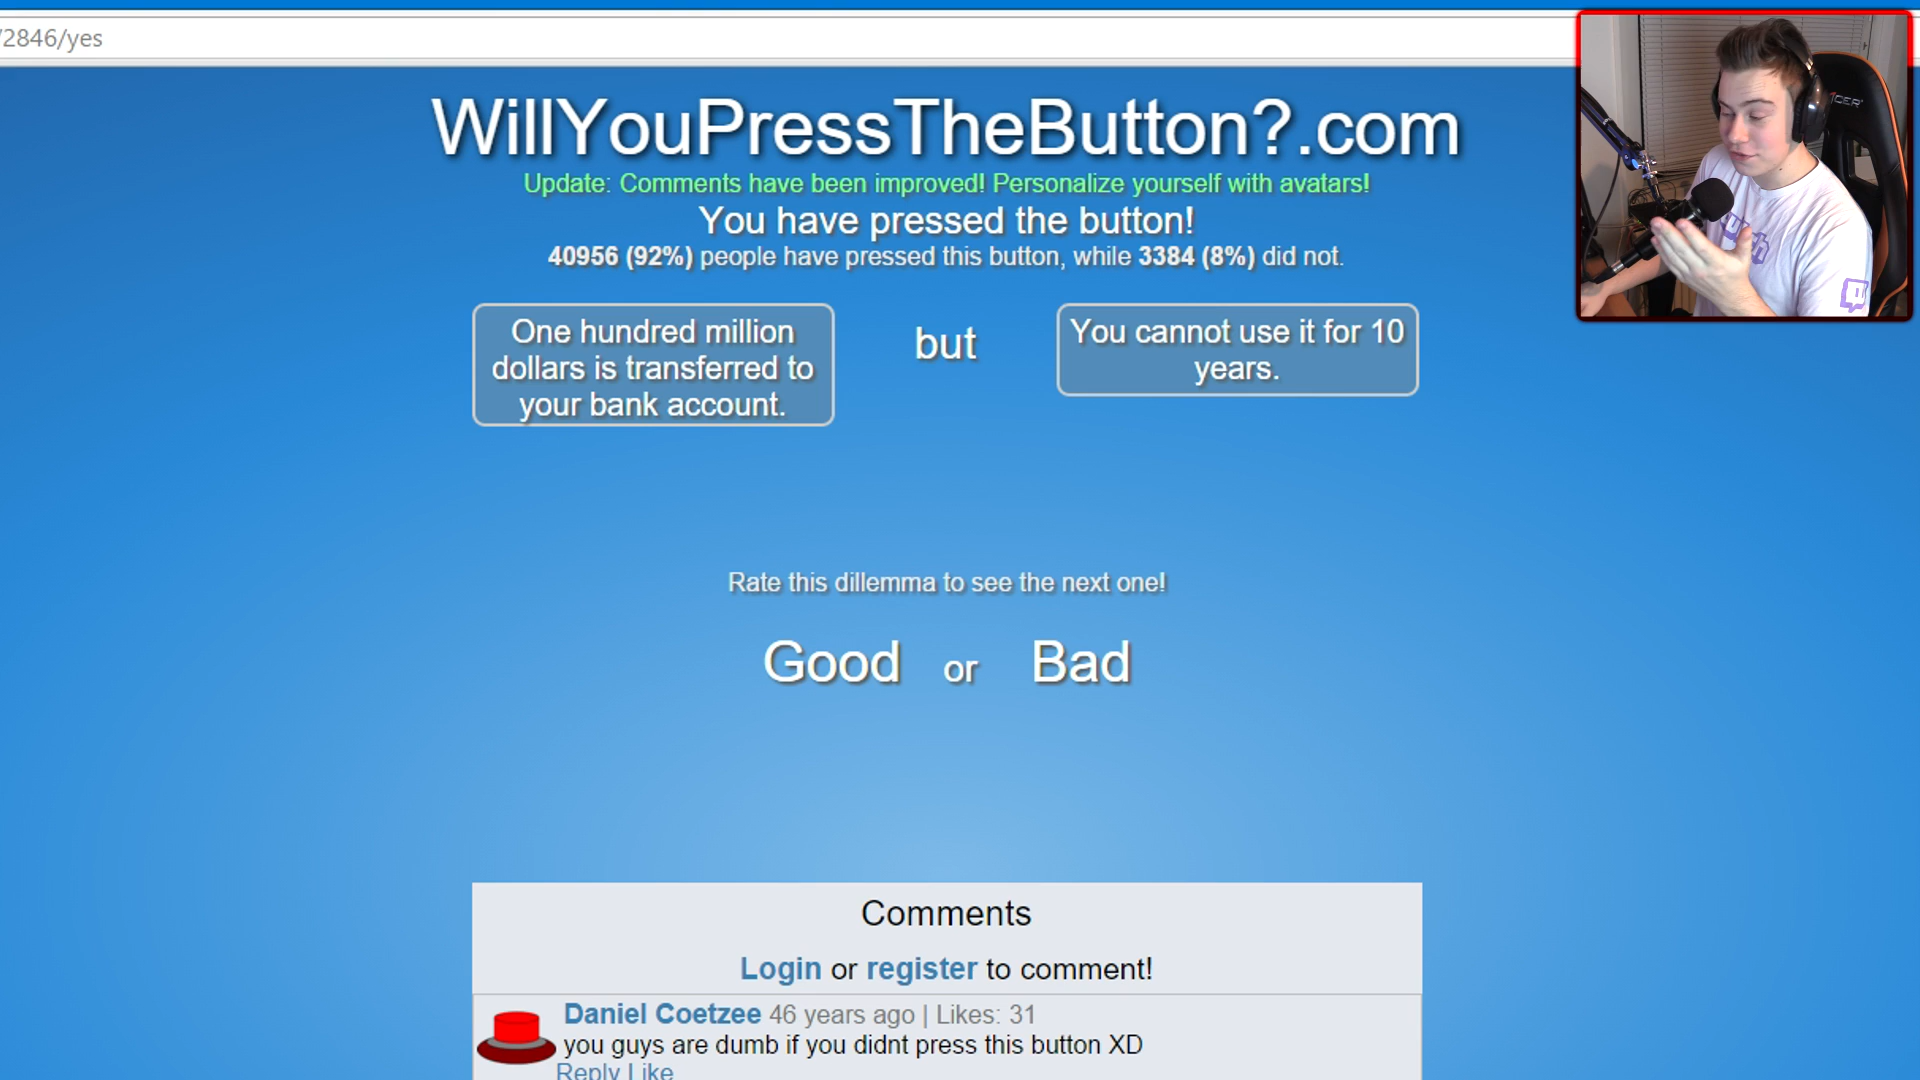 /2846/yes
WillYouPressTheButton?.com
Update: Comments have been improved! Personalize yourself with avatars!
You have pressed the button!
40956 (92%) people have pressed this button, while 3384 (8%) did not.
One hundred million
dollars is transferred to
your bank account.
but
You cannot use it for 10
years.
Rate this dillemma to see the next one!
Good or Bad
Comments
Login or register to comment!
Daniel Coetzee 46 years ago | Likes: 31
you guys are dumb if you didnt press this button XD
Reply Like